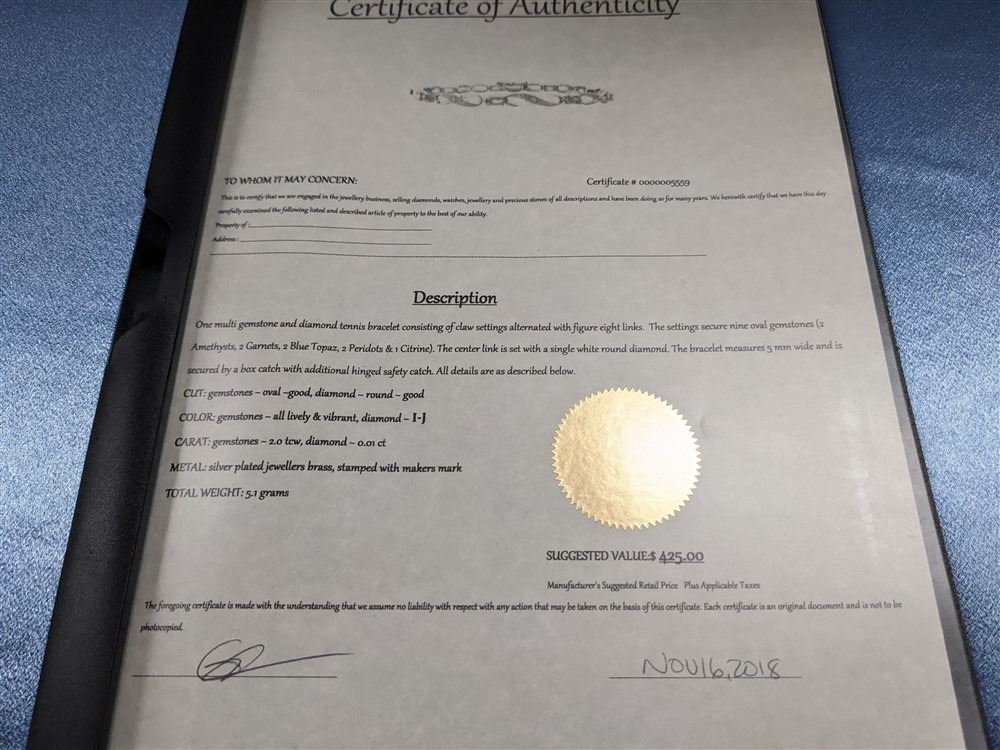 Certificate of Authenticity
TO WHOM IT MAY CONCERN:
Certificate # 0000005559
This is to certify that we are engaged in the jewellery business, selling diamonds, watches, jewellery and precious stones of all descriptions and have been doing so for many years. We herewith certify that we have this day
carefully examined the following listed and described article of property to the best of our ability.
Property of:
Address:
Description
One multi gemstone and diamond tennis bracelet consisting of claw settings alternated with figure eight links. The settings secure nine oval gemstones (2
Amethysts, 2 Garnets, 2 Blue Topaz, 2 Peridots & 1 Citrine). The center link is set with a single white round diamond. The bracelet measures 5 mm wide and is
secured by a box catch with additional hinged safety catch. All details are as described below.
CUT: gemstones ~ oval ~good, diamond ~ round ~ good
COLOR: gemstones ~ all lively & vibrant, diamond ~ I-J
CARAT: gemstones ~ 2.0 tcw, diamond ~ 0.01 ct
METAL: silver plated jewellers brass, stamped with makers mark
TOTAL WEIGHT: 5.1 grams
SUGGESTED VALUE:$ 425.00
Manufacturer's Suggested Retail Price Plus Applicable Taxes
The foregoing certificate is made with the understanding that we assume no liability with respect with any action that may be taken on the basis of this certificate. Each certificate is an original document and is not to be
photocopied.
NOV 16, 2018